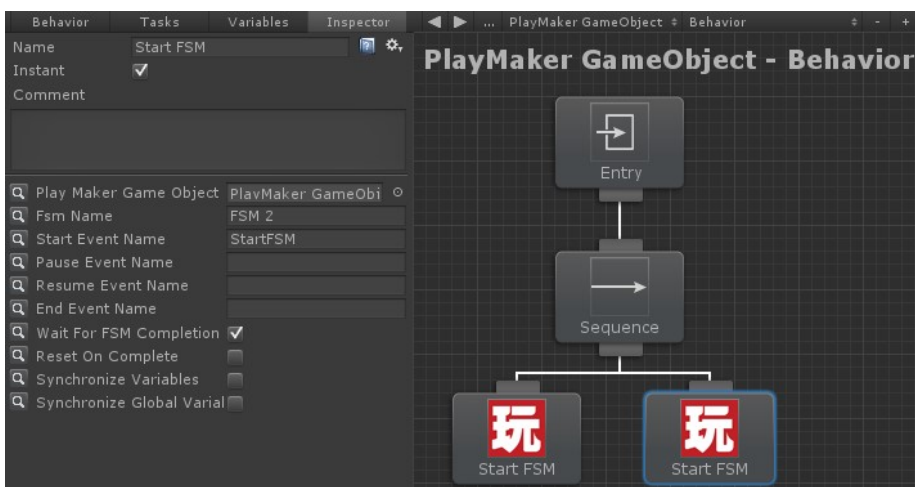 Behavior Tasks Variables Inspector
Name Start FSM
Instant
Comment
Play Maker Game Object PlayMaker GameObj
Fsm Name FSM 2
Start Event Name StartFSM
Pause Event Name
Resume Event Name
End Event Name
Wait For FSM Completion
Reset On Complete
Synchronize Variables
Synchronize Global Varial
... PlayMaker GameObject Behavior - +
PlayMaker GameObject - Behavior
Entry
Sequence
玩 玩
Start FSM Start FSM